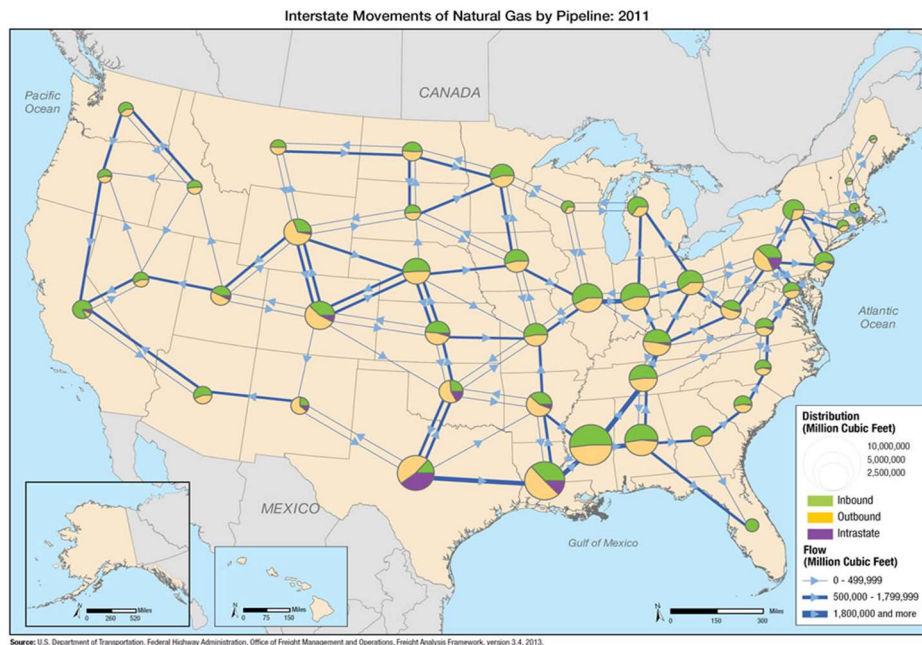 Interstate Movements of Natural Gas by Pipeline: 2011
Pacific
Ocean
CANADA
Atlantic
Ocean
MEXICO
Gulf of Mexico
Distribution
(Million Cubic Feet)
10,000,000
5,000,000
2,500,000
Inbound
Outbound
Intrastate
Flow
(Million Cubic Feet)
0 - 499,999
500,000 - 1,799,999
1,800,000 and more
N
0 260 520 Miles
N
0 75 150 Miles
N
0 150 300 Miles
Source: U.S. Department of Transportation, Federal Highway Administration, Office of Freight Management and Operations, Freight Analysis Framework, version 3.4, 2013.